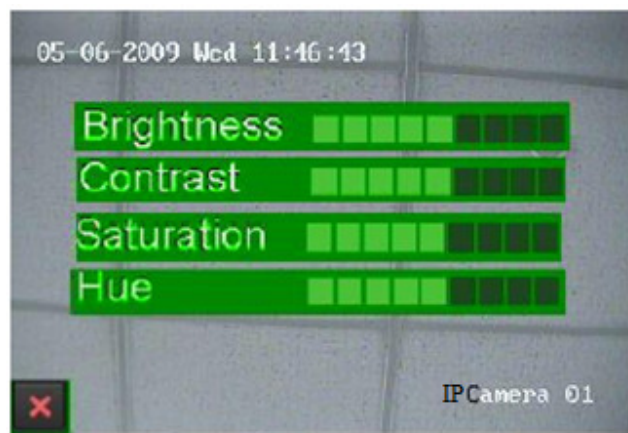 05-06-2009 Wed 11:46:43
Brightness
Contrast
Saturation
Hue
IPCamera 01